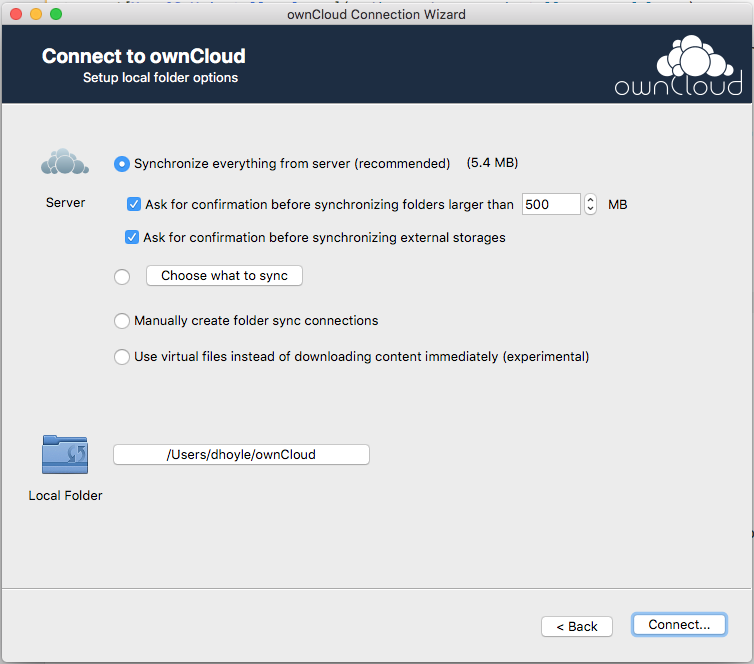 ownCloud Connection Wizard
Connect to ownCloud
Setup local folder options
ownCloud
Synchronize everything from server (recommended) (5.4 MB)
Server
Ask for confirmation before synchronizing folders larger than 500 MB
Ask for confirmation before synchronizing external storages
Choose what to sync
Manually create folder sync connections
Use virtual files instead of downloading content immediately (experimental)
/Users/dhoyle/ownCloud
Local Folder
< Back
Connect...